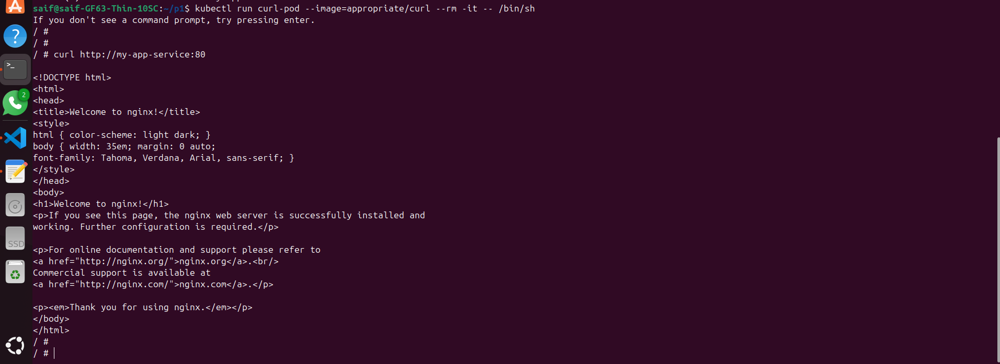 saif@saif-GF63-Thin-10SC:~/p1$ kubectl run curl-pod --image=appropriate/curl --rm -it -- /bin/sh
If you don't see a command prompt, try pressing enter.
/ #
/ #
/ # curl http://my-app-service:80
<!DOCTYPE html>
<html>
<head>
<title>Welcome to nginx!</title>
<style>
html { color-scheme: light dark; }
body { width: 35em; margin: 0 auto;
font-family: Tahoma, Verdana, Arial, sans-serif; }
</style>
</head>
<body>
<h1>Welcome to nginx!</h1>
<p>If you see this page, the nginx web server is successfully installed and
working. Further configuration is required.</p>
<p>For online documentation and support please refer to
<a href="http://nginx.org/">nginx.org</a>.<br/>
Commercial support is available at
<a href="http://nginx.com/">nginx.com</a>.</p>
<p><em>Thank you for using nginx.</em></p>
</body>
</html>
/ #
/ #
?
>_
2
SSD